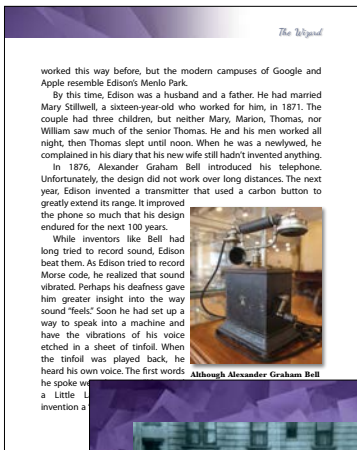 The Wizard
worked this way before, but the modern campuses of Google and
Apple resemble Edison's Menlo Park.
By this time, Edison was a husband and a father. He had married
Mary Stillwell, a sixteen-year-old who worked for him, in 1871. The
couple had three children, but neither Mary, Marion, Thomas, nor
William saw much of the senior Thomas. He and his men worked all
night, then Thomas slept until noon. When he was a newlywed, he
complained in his diary that his new wife still hadn't invented anything.
In 1876, Alexander Graham Bell introduced his telephone.
Unfortunately, the design did not work over long distances. The next
year, Edison invented a transmitter that used a carbon button to
greatly extend its range. It improved
the phone so much that his design
endured for the next 100 years.
While inventors like Bell had
long tried to record sound, Edison
beat them. As Edison tried to record
Morse code, he realized that sound
vibrated. Perhaps his deafness gave
him greater insight into the way
sound "feels." Soon he had set up a
way to speak into a machine and
have the vibrations of his voice
etched in a sheet of tinfoil. When
the tinfoil was played back, he
heard his own voice. The first words
he spoke we
a Little L
invention a
Although Alexander Graham Bell